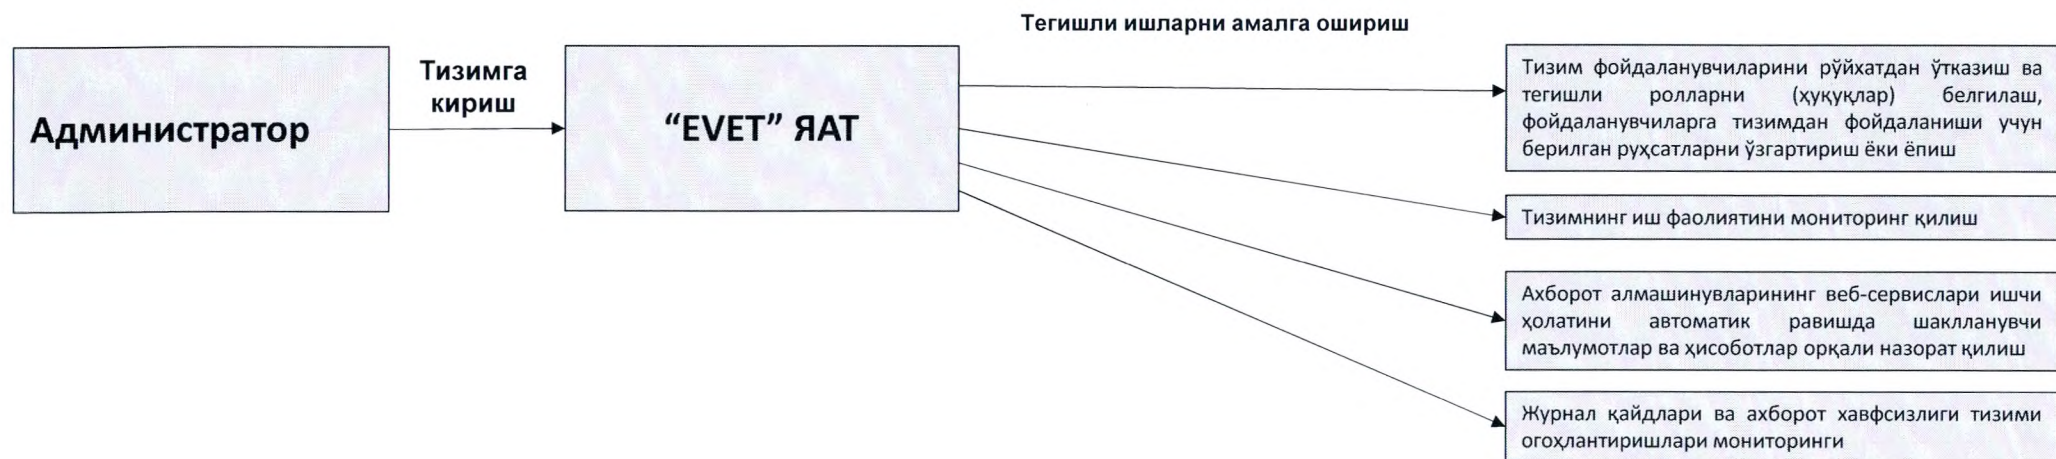 Тегишли ишларни амалга ошириш
Администратор
Тизимга
кириш
“EVET” ЯАТ
Тизим фойдаланувчиларини рўйхатдан ўтказиш ва
тегишли ролларни (ҳуқуқлар) белгилаш,
фойдаланувчиларга тизимдан фойдаланиши учун
берилган руҳсатларни ўзгартириш ёки ёпиш
Тизимнинг иш фаолиятини мониторинг қилиш
Ахборот алмашинувларининг веб-сервислари ишчи
ҳолатини автоматик равишда шаклланувчи
маълумотлар ва ҳисоботлар орқали назорат қилиш
Журнал қайдлари ва ахборот хавфсизлиги тизими
огоҳлантиришлари мониторинги